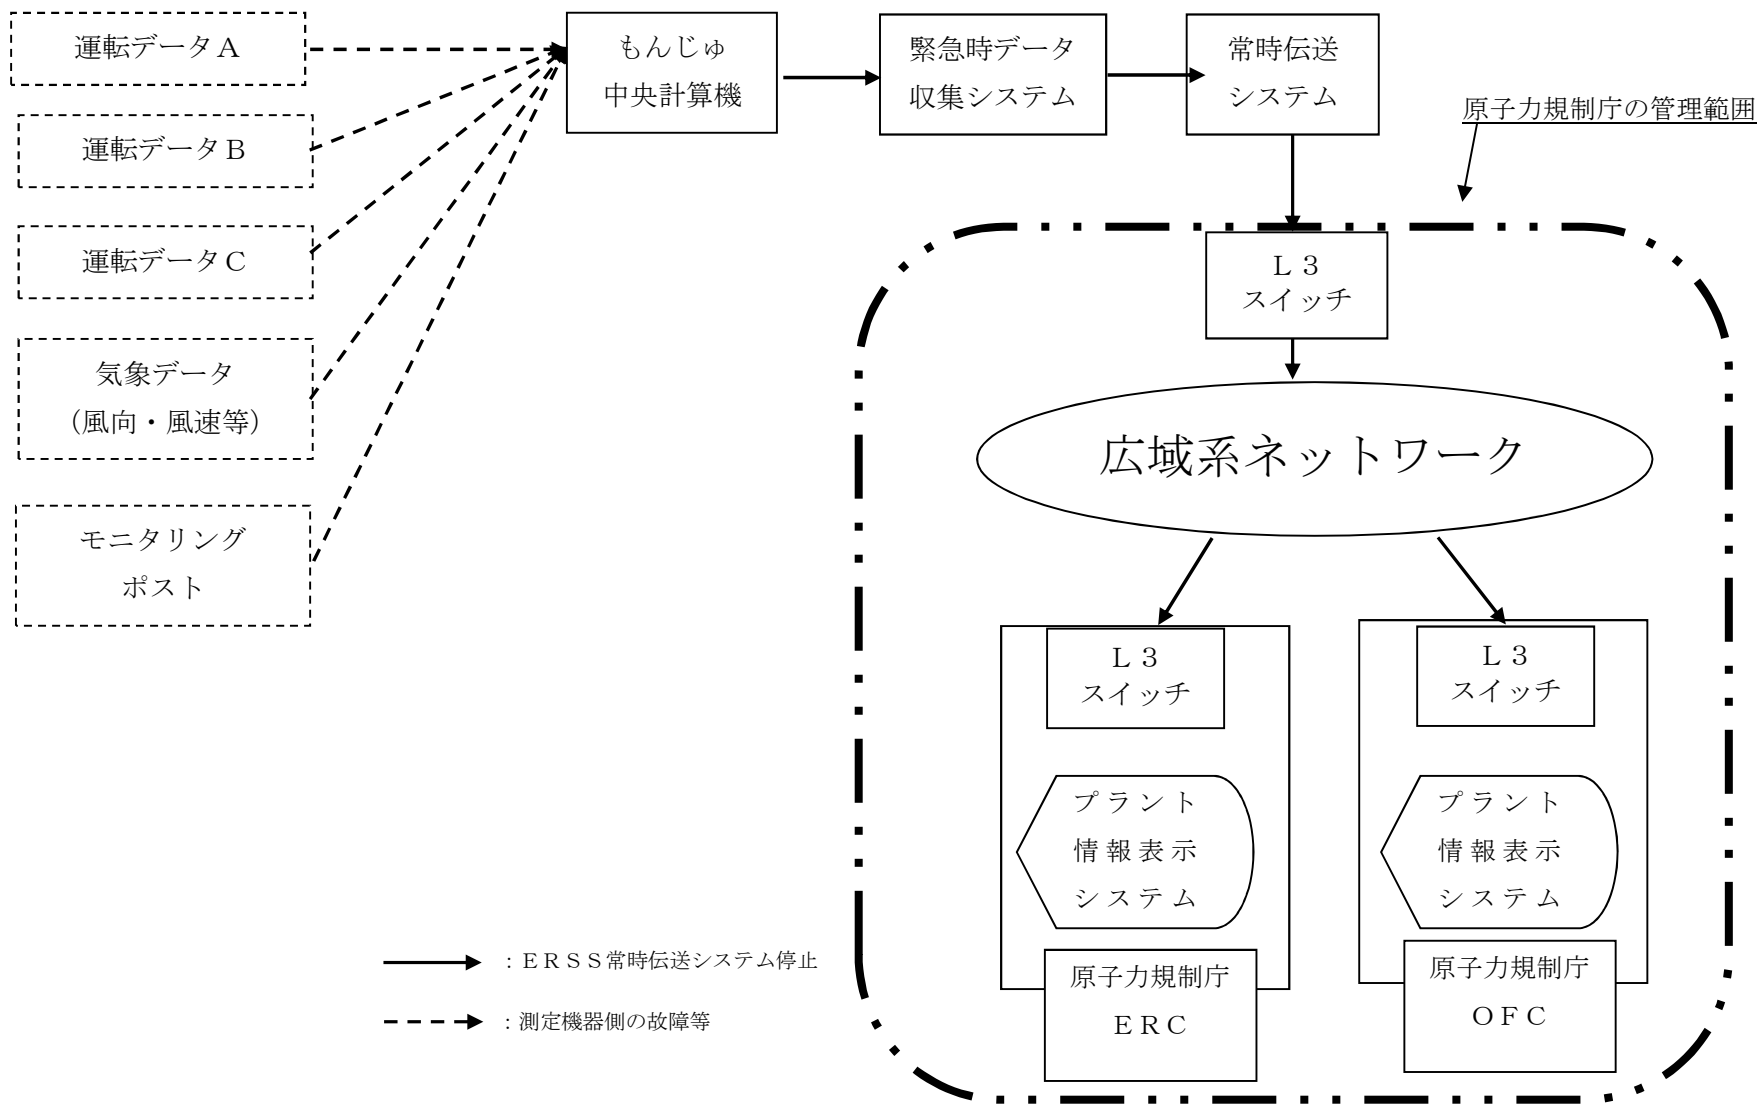 運転データA
運転データB
運転データC
気象データ
(風向・風速等)
モニタリング
ポスト
もんじゅ
中央計算機
緊急時データ
収集システム
常時伝送
システム
原子力規制庁の管理範囲
L3
スイッチ
広域系ネットワーク
L3
スイッチ
プラント
情報表示
システム
原子力規制庁
ERC
L3
スイッチ
プラント
情報表示
システム
原子力規制庁
OFC
：ERSS常時伝送システム停止
：測定機器側の故障等